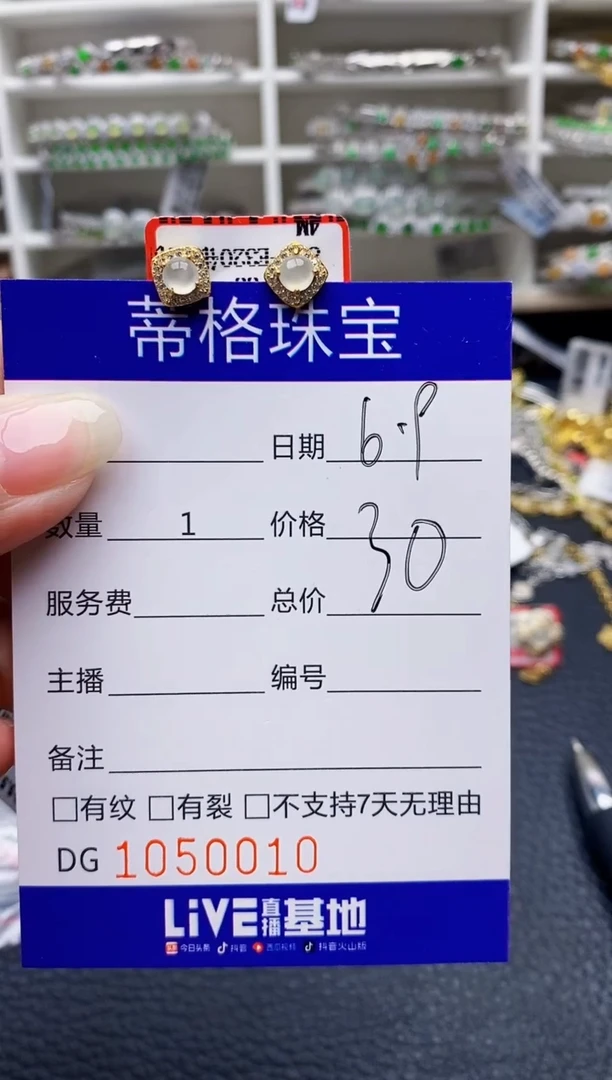 蒂格珠宝
日期 6.9
数量 1 价格 30
服务费 总价
主播 编号
备注
□有纹 □有裂 □不支持7天无理由
DG 1050010
LiVE直播基地
今日头条 抖音 西瓜视频 抖音火山版